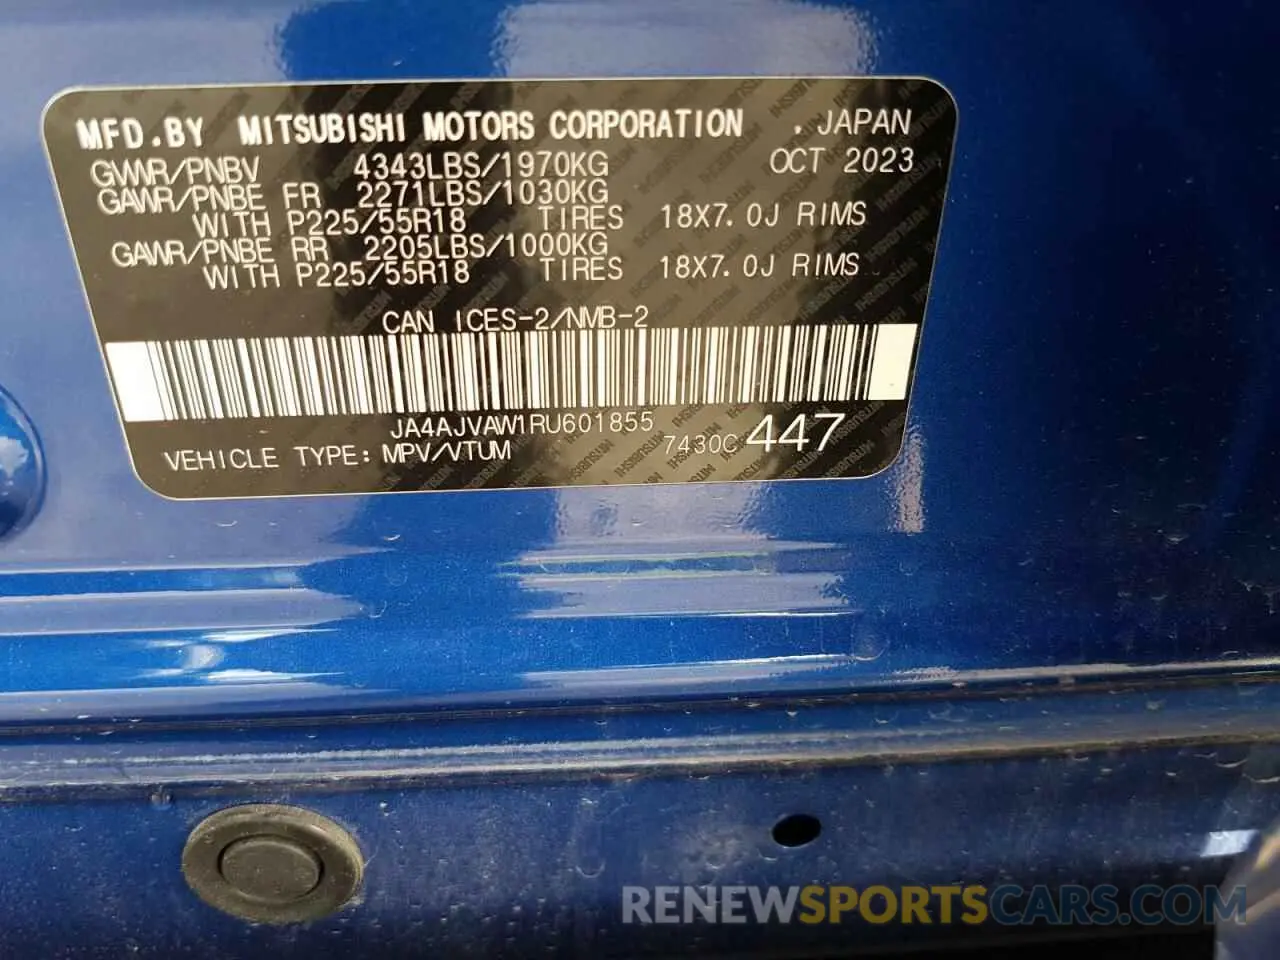 MFD.BY MITSUBISHI MOTORS CORPORATION , JAPAN
GVWR/PNBV 4343LBS/1970KG OCT 2023
GAWR/PNBE FR 2271LBS/1030KG
WITH P225/55R18 TIRES 18X7.0J RIMS
GAWR/PNBE RR 2205LBS/1000KG
WITH P225/55R18 TIRES 18X7.0J RIMS
CAN ICES-2/NMB-2
JA4AJVAW1RU601855
VEHICLE TYPE: MPV/VTUM 7430C 447
RENEWSPORTSCARS.COM